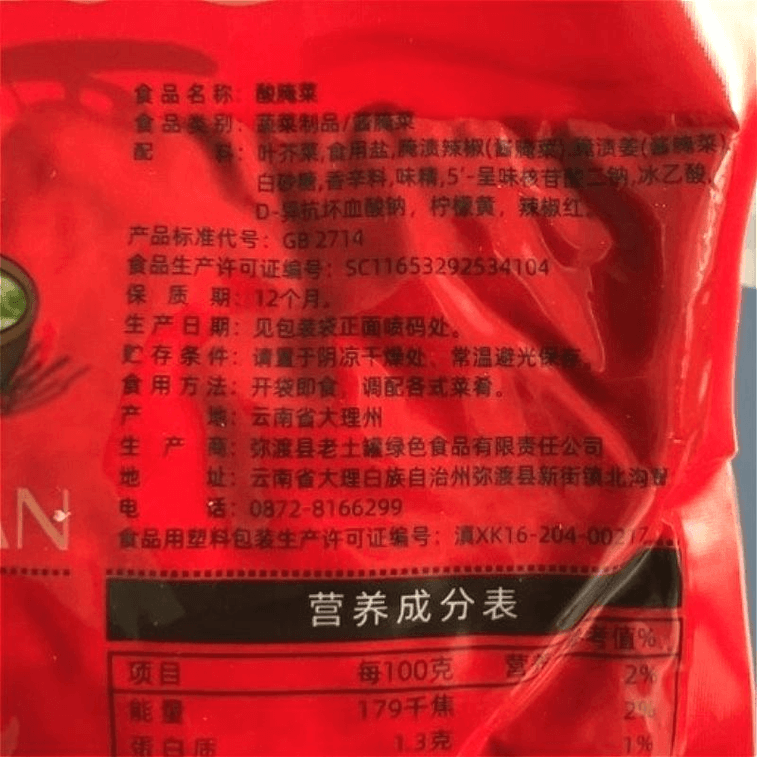 食品名称：酸腌菜
食品类别：蔬菜制品/酱腌菜
配料：叶芥菜,食用盐,腌渍辣椒(酱腌菜),腌渍姜(酱腌菜)
白砂糖,香辛料,味精,5'-呈味核苷酸二钠,冰乙酸,
D-异抗坏血酸钠，柠檬黄，辣椒红。
产品标准代号：GB 2714
食品生产许可证编号：SC11653292534104
保质期：12个月。
生产日期：见包装袋正面喷码处。
贮存条件：请置于阴凉干燥处，常温避光保存。
食用方法：开袋即食，调配各式菜肴。
产地：云南省大理州
生产商：弥渡县老土罐绿色食品有限责任公司
地址：云南省大理白族自治州弥渡县新街镇北沟
电话：0872-8166299
食品用塑料包装生产许可证编号：滇XK16-204-00217
AN
营养成分表
项目 每100克 营养 考值%
能量 179千焦 2%
2%
蛋白质 1.3克 1%